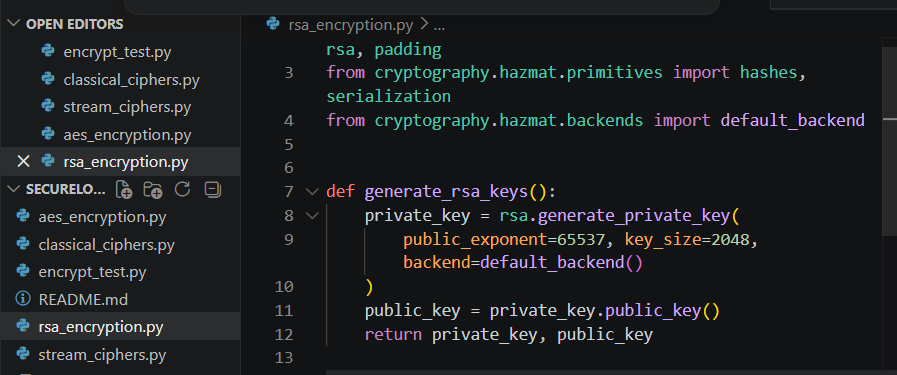 OPEN EDITORS
encrypt_test.py
classical_ciphers.py
stream_ciphers.py
aes_encryption.py
rsa_encryption.py
SECURELO...
aes_encryption.py
classical_ciphers.py
encrypt_test.py
README.md
rsa_encryption.py
stream_ciphers.py
rsa_encryption.py > ...
rsa, padding
3 from cryptography.hazmat.primitives import hashes,
serialization
4 from cryptography.hazmat.backends import default_backend
5
6
7 def generate_rsa_keys():
8 private_key = rsa.generate_private_key(
9 public_exponent=65537, key_size=2048,
backend=default_backend()
10 )
11 public_key = private_key.public_key()
12 return private_key, public_key
13